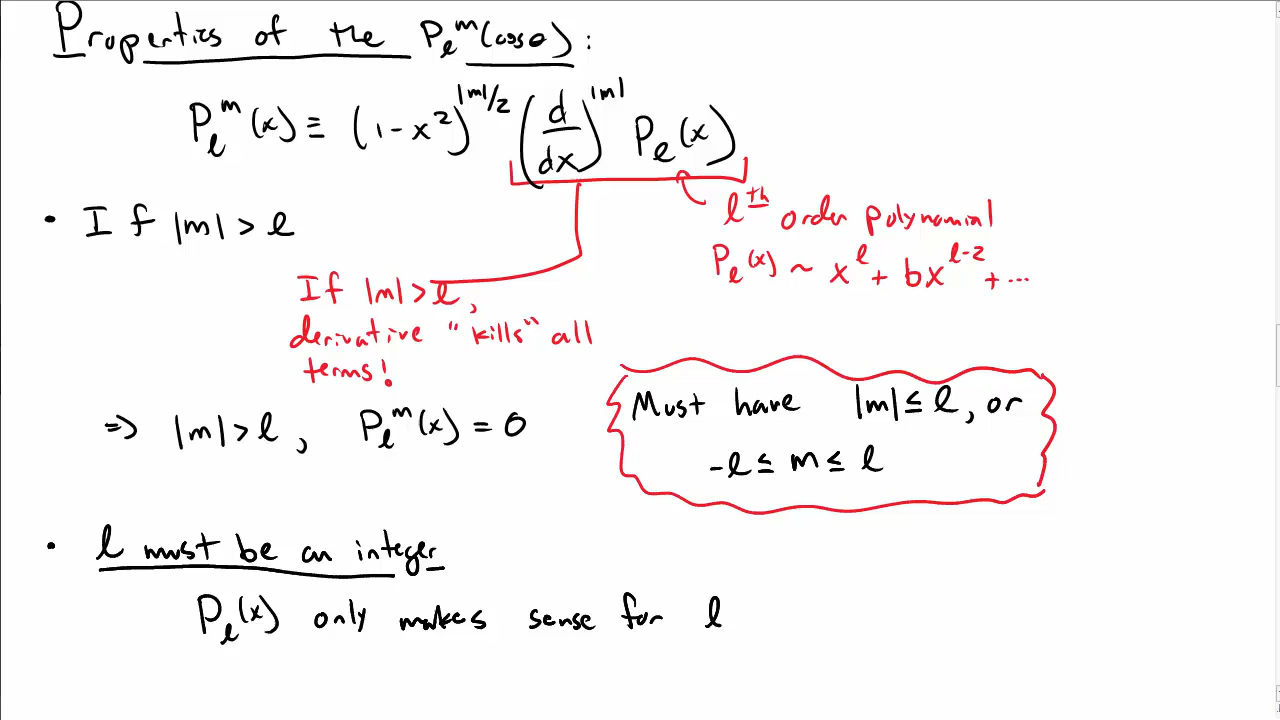 Properties of the Pₗᵐ(cosθ):
Pₗᵐ(x) ≡ (1-x²)^{|m|/2} (d/dx)^{|m|} Pₗ(x)
• If |m| > l
lᵗʰ order polynomial
Pₗ(x) ~ xˡ + bxˡ⁻² + ...
If |m| > l,
derivative "kills" all
terms!
⇒ |m| > l, Pₗᵐ(x) = 0
Must have |m| ≤ l, or
-l ≤ m ≤ l
• l must be an integer
Pₗ(x) only makes sense for l